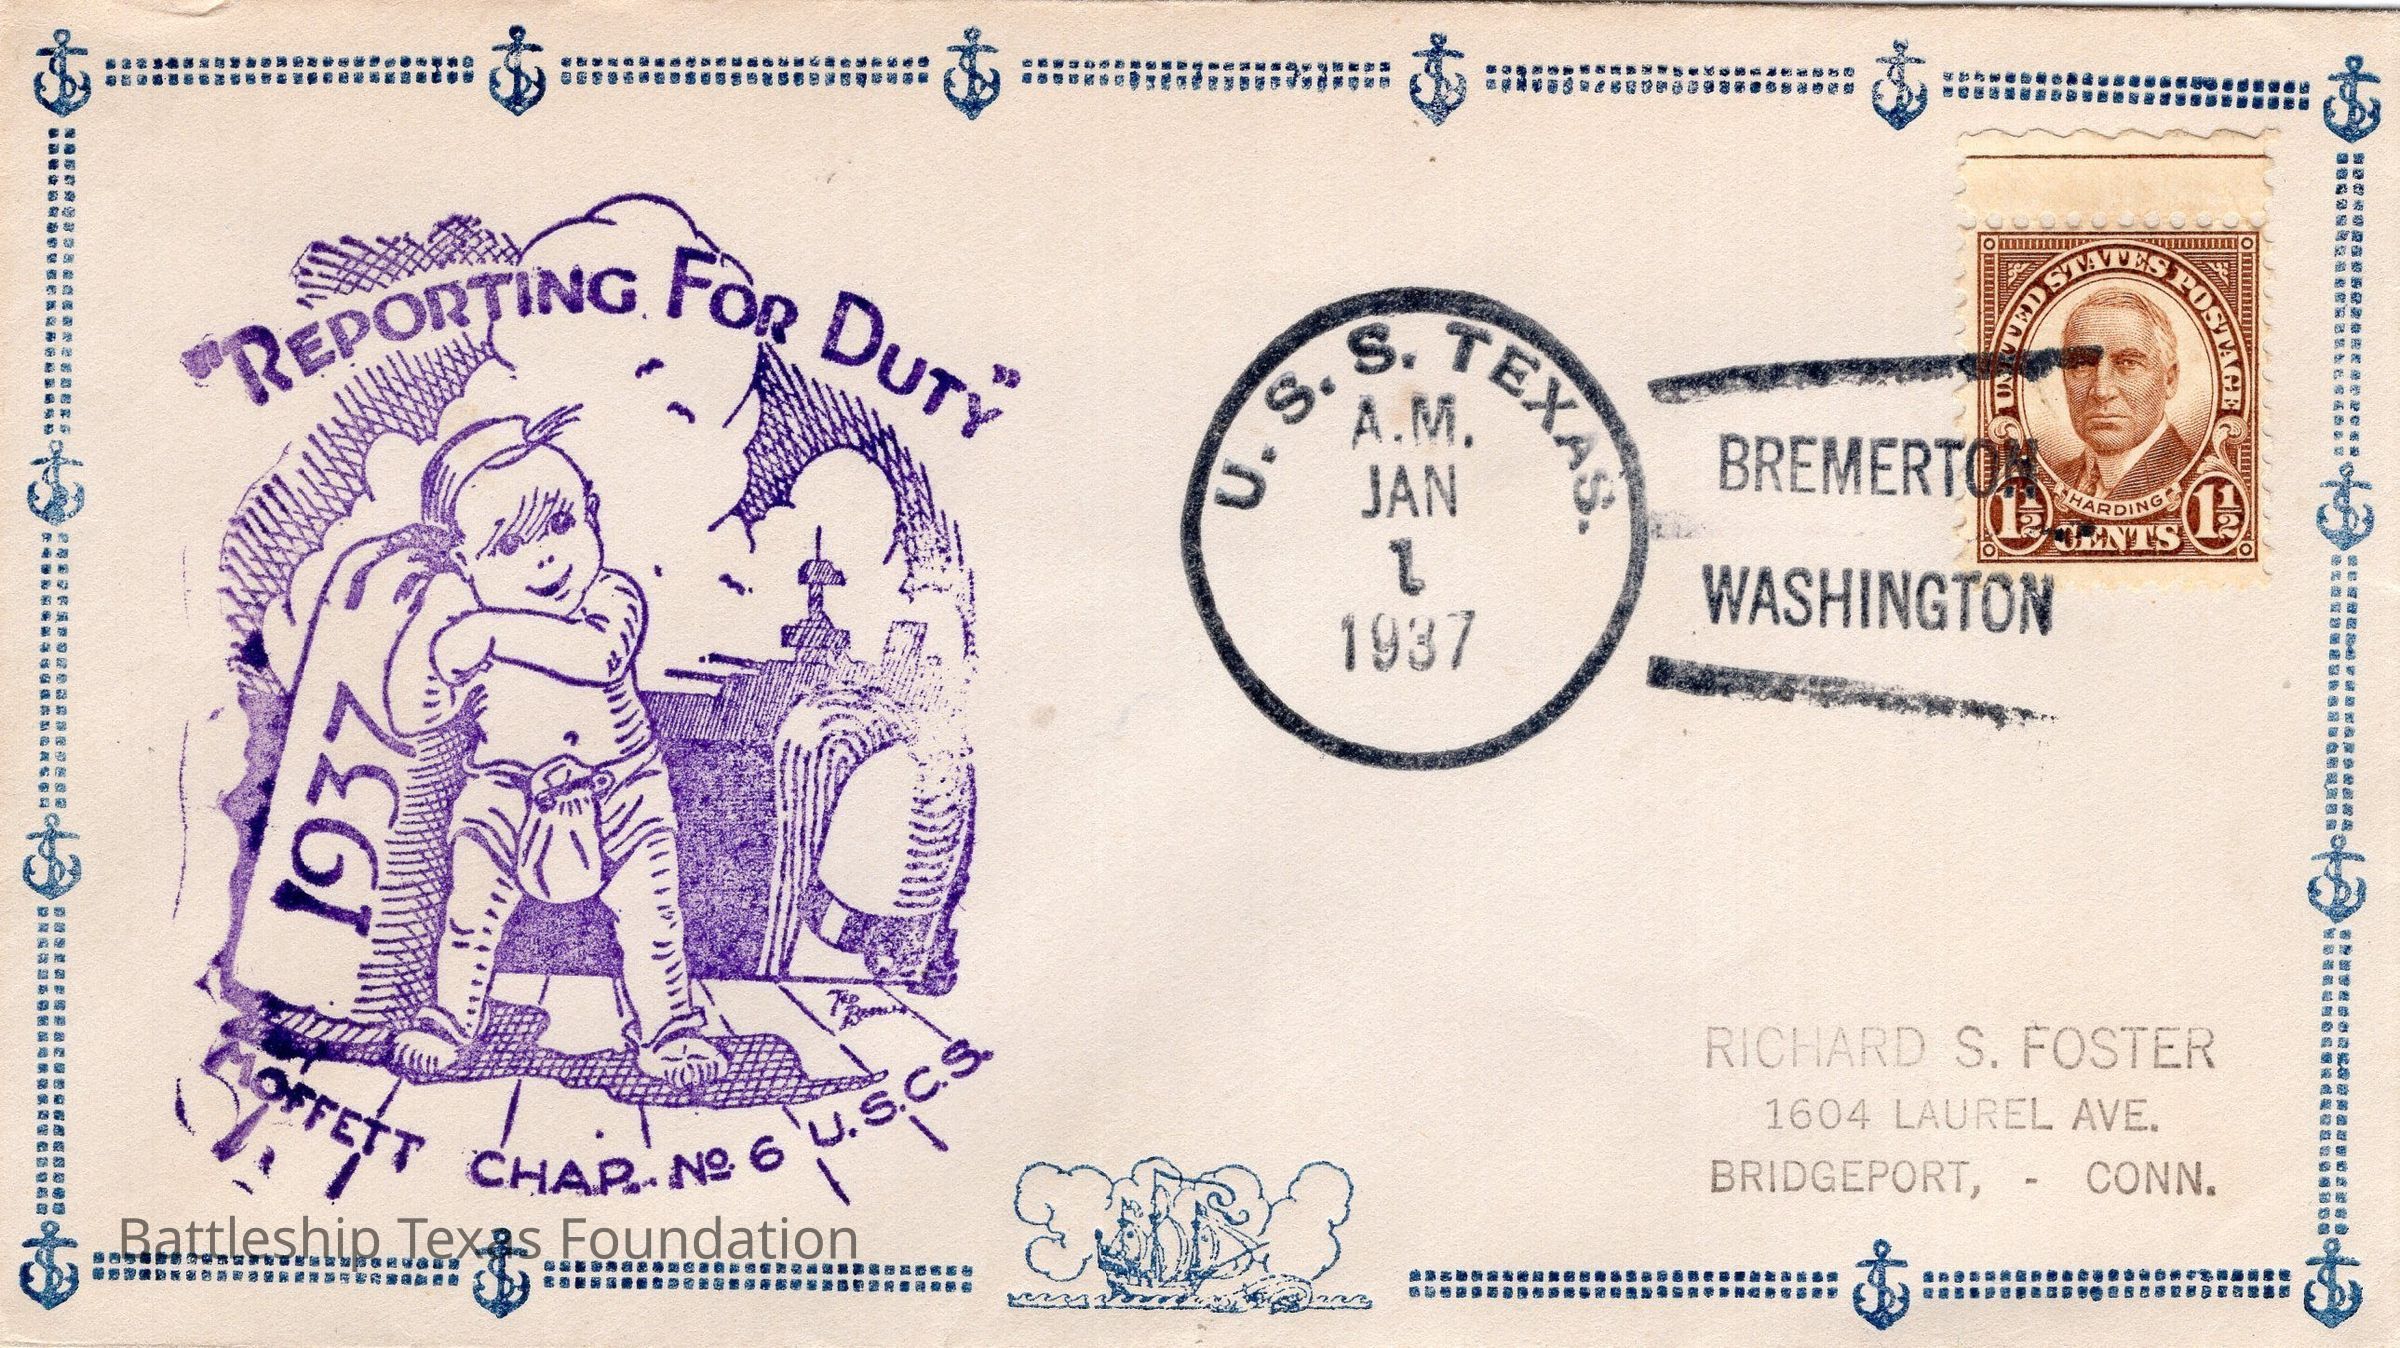 "REPORTING FOR DUTY"
1937
TED
MOFFETT CHAP. No 6 U.S.C.S.
U.S.S. TEXAS.
A.M.
JAN
1
1937
BREMERTON
WASHINGTON
UNITED STATES POSTAGE
HARDING
1½ CENTS 1½
RICHARD S. FOSTER
1604 LAUREL AVE.
BRIDGEPORT, - CONN.
Battleship Texas Foundation